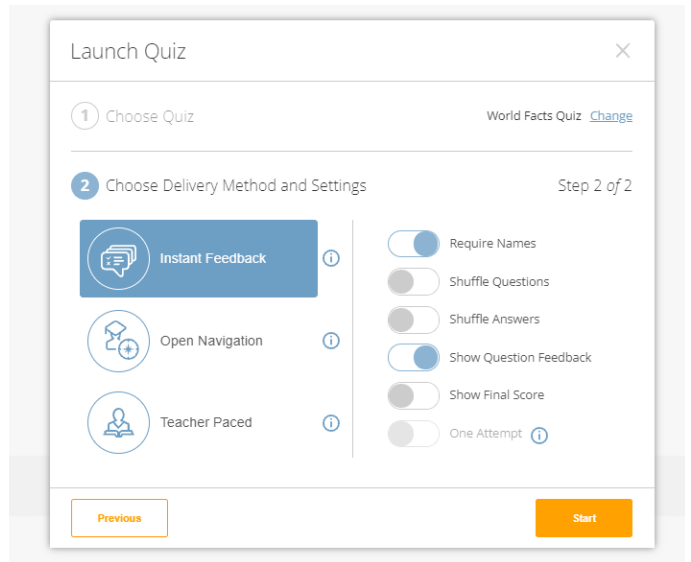 Launch Quiz
1 Choose Quiz
World Facts Quiz Change
2 Choose Delivery Method and Settings
Step 2 of 2
Instant Feedback
Open Navigation
Teacher Paced
Require Names
Shuffle Questions
Shuffle Answers
Show Question Feedback
Show Final Score
One Attempt
Previous
Start